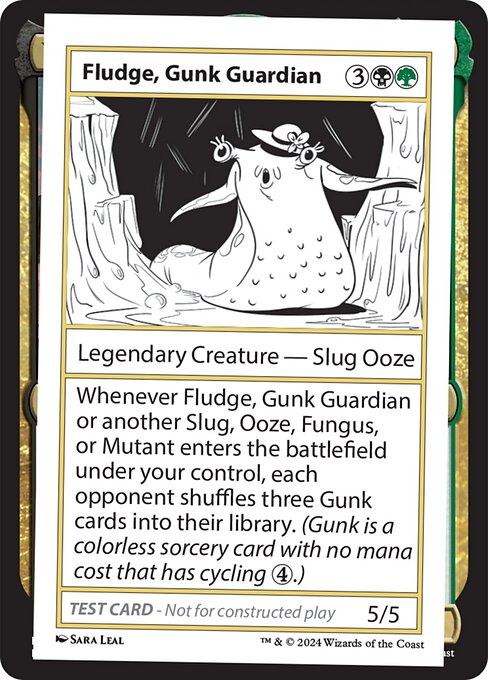 Fludge, Gunk Guardian 3
Legendary Creature — Slug Ooze
Whenever Fludge, Gunk Guardian
or another Slug, Ooze, Fungus,
or Mutant enters the battlefield
under your control, each
opponent shuffles three Gunk
cards into their library. (Gunk is a
colorless sorcery card with no mana
cost that has cycling 4.)
TEST CARD - Not for constructed play 5/5
SARA LEAL ™ & © 2024 Wizards of the Coast
ast